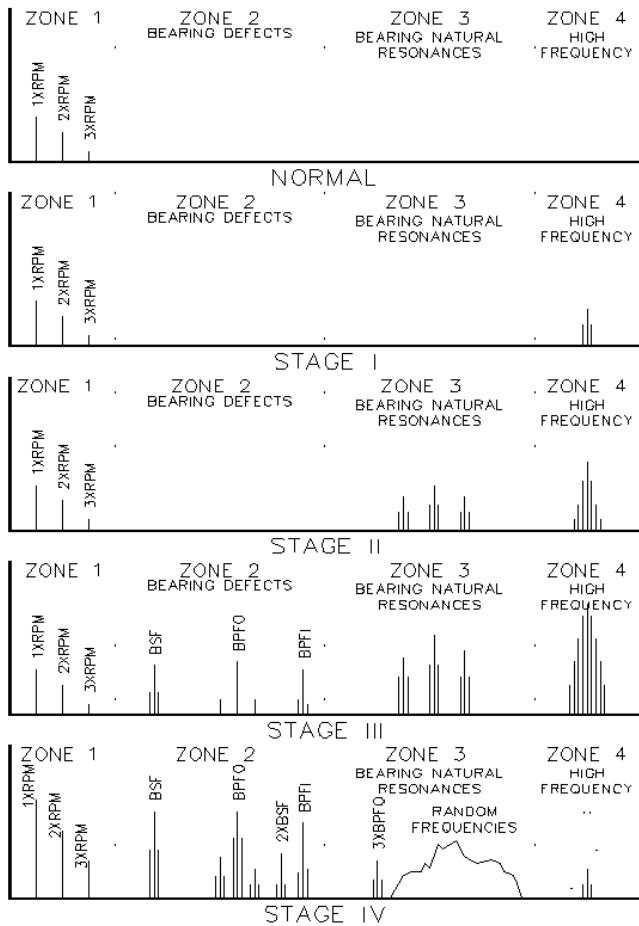 ZONE 1 ZONE 2 ZONE 3 ZONE 4
BEARING DEFECTS BEARING NATURAL HIGH
RESONANCES FREQUENCY
1XRPM 2XRPM 3XRPM
NORMAL
ZONE 1 ZONE 2 ZONE 3 ZONE 4
BEARING DEFECTS BEARING NATURAL HIGH
RESONANCES FREQUENCY
1XRPM 2XRPM 3XRPM
STAGE I
ZONE 1 ZONE 2 ZONE 3 ZONE 4
BEARING DEFECTS BEARING NATURAL HIGH
RESONANCES FREQUENCY
1XRPM 2XRPM 3XRPM
STAGE II
ZONE 1 ZONE 2 ZONE 3 ZONE 4
BEARING DEFECTS BEARING NATURAL HIGH
RESONANCES FREQUENCY
1XRPM 2XRPM 3XRPM BSF BPFO BPFI
STAGE III
ZONE 1 ZONE 2 ZONE 3 ZONE 4
BEARING NATURAL HIGH
RESONANCES FREQUENCY
1XRPM 2XRPM 3XRPM BSF BPFO 2XBSF BPFI 3XBPFO RANDOM
FREQUENCIES
STAGE IV